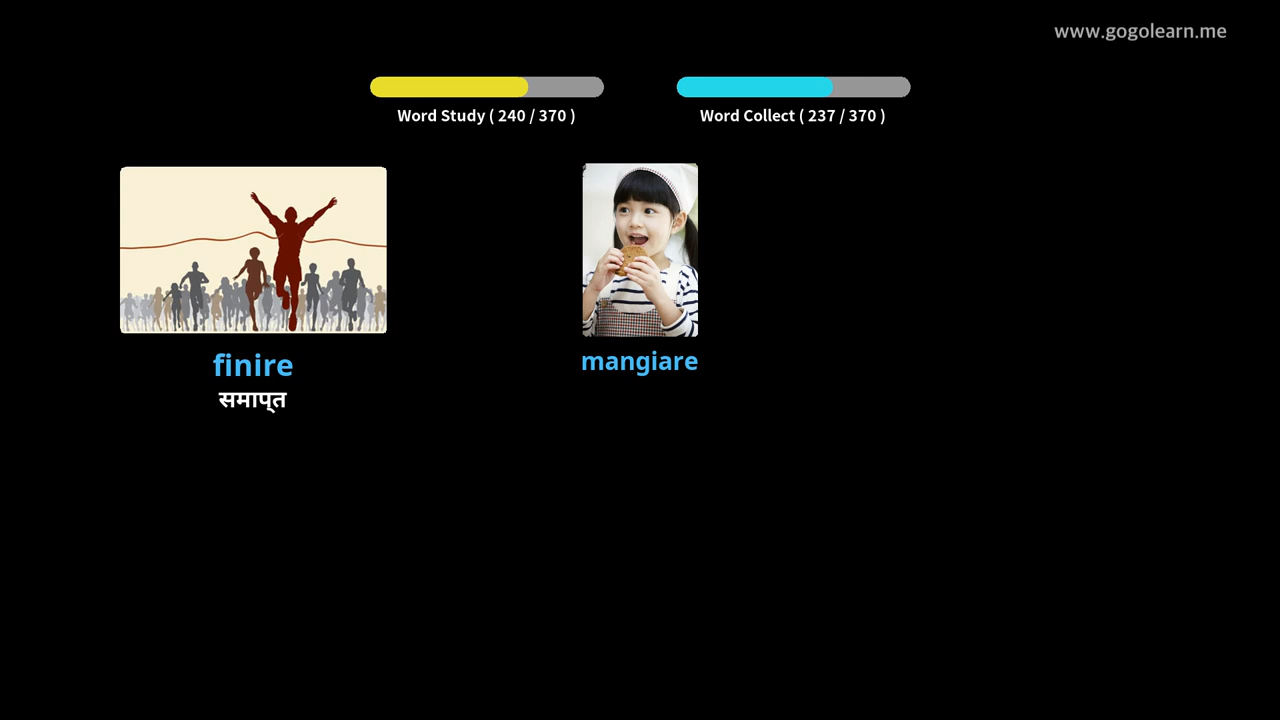 www.gogolearn.me
Word Study ( 240 / 370 )
Word Collect ( 237 / 370 )
finire
समाप्त
mangiare